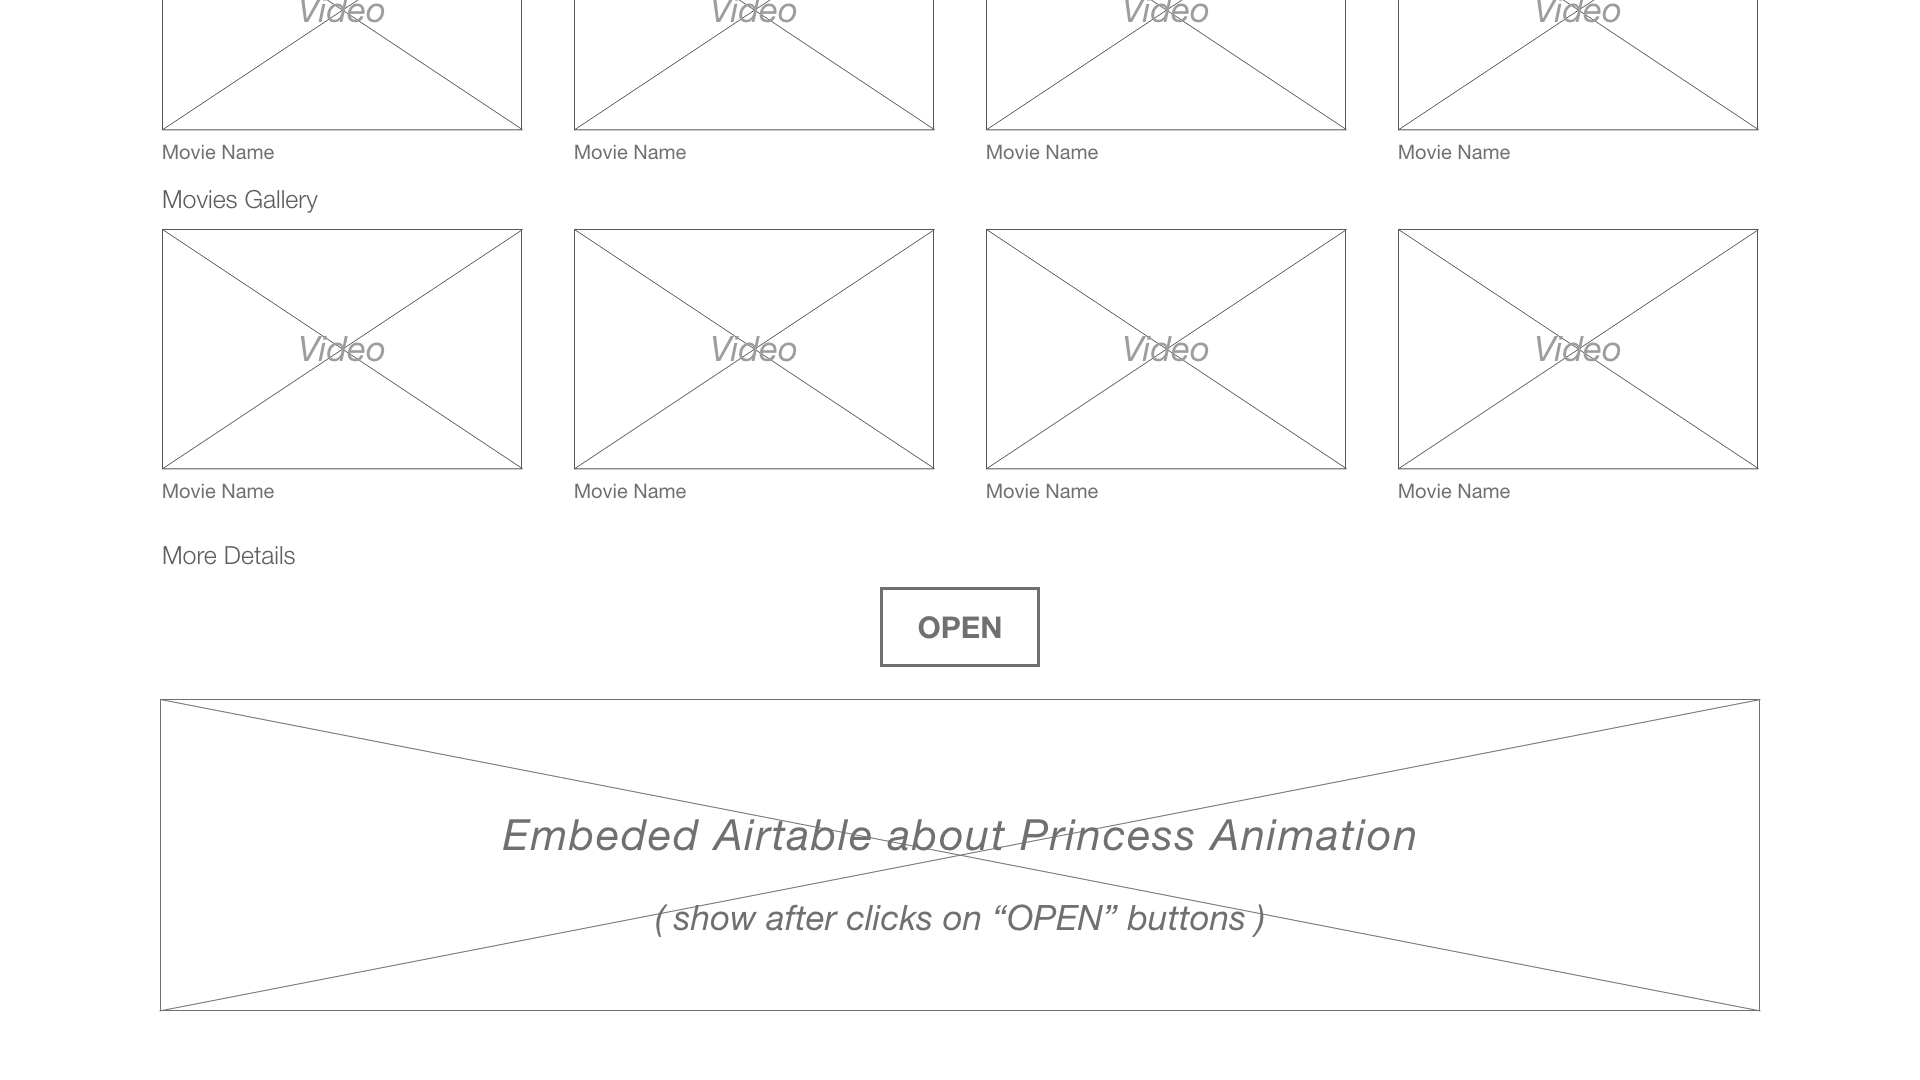 Video Video Video Video
Movie Name Movie Name Movie Name Movie Name
Movies Gallery
Video Video Video Video
Movie Name Movie Name Movie Name Movie Name
More Details
OPEN
Embeded Airtable about Princess Animation
( show after clicks on “OPEN” buttons )